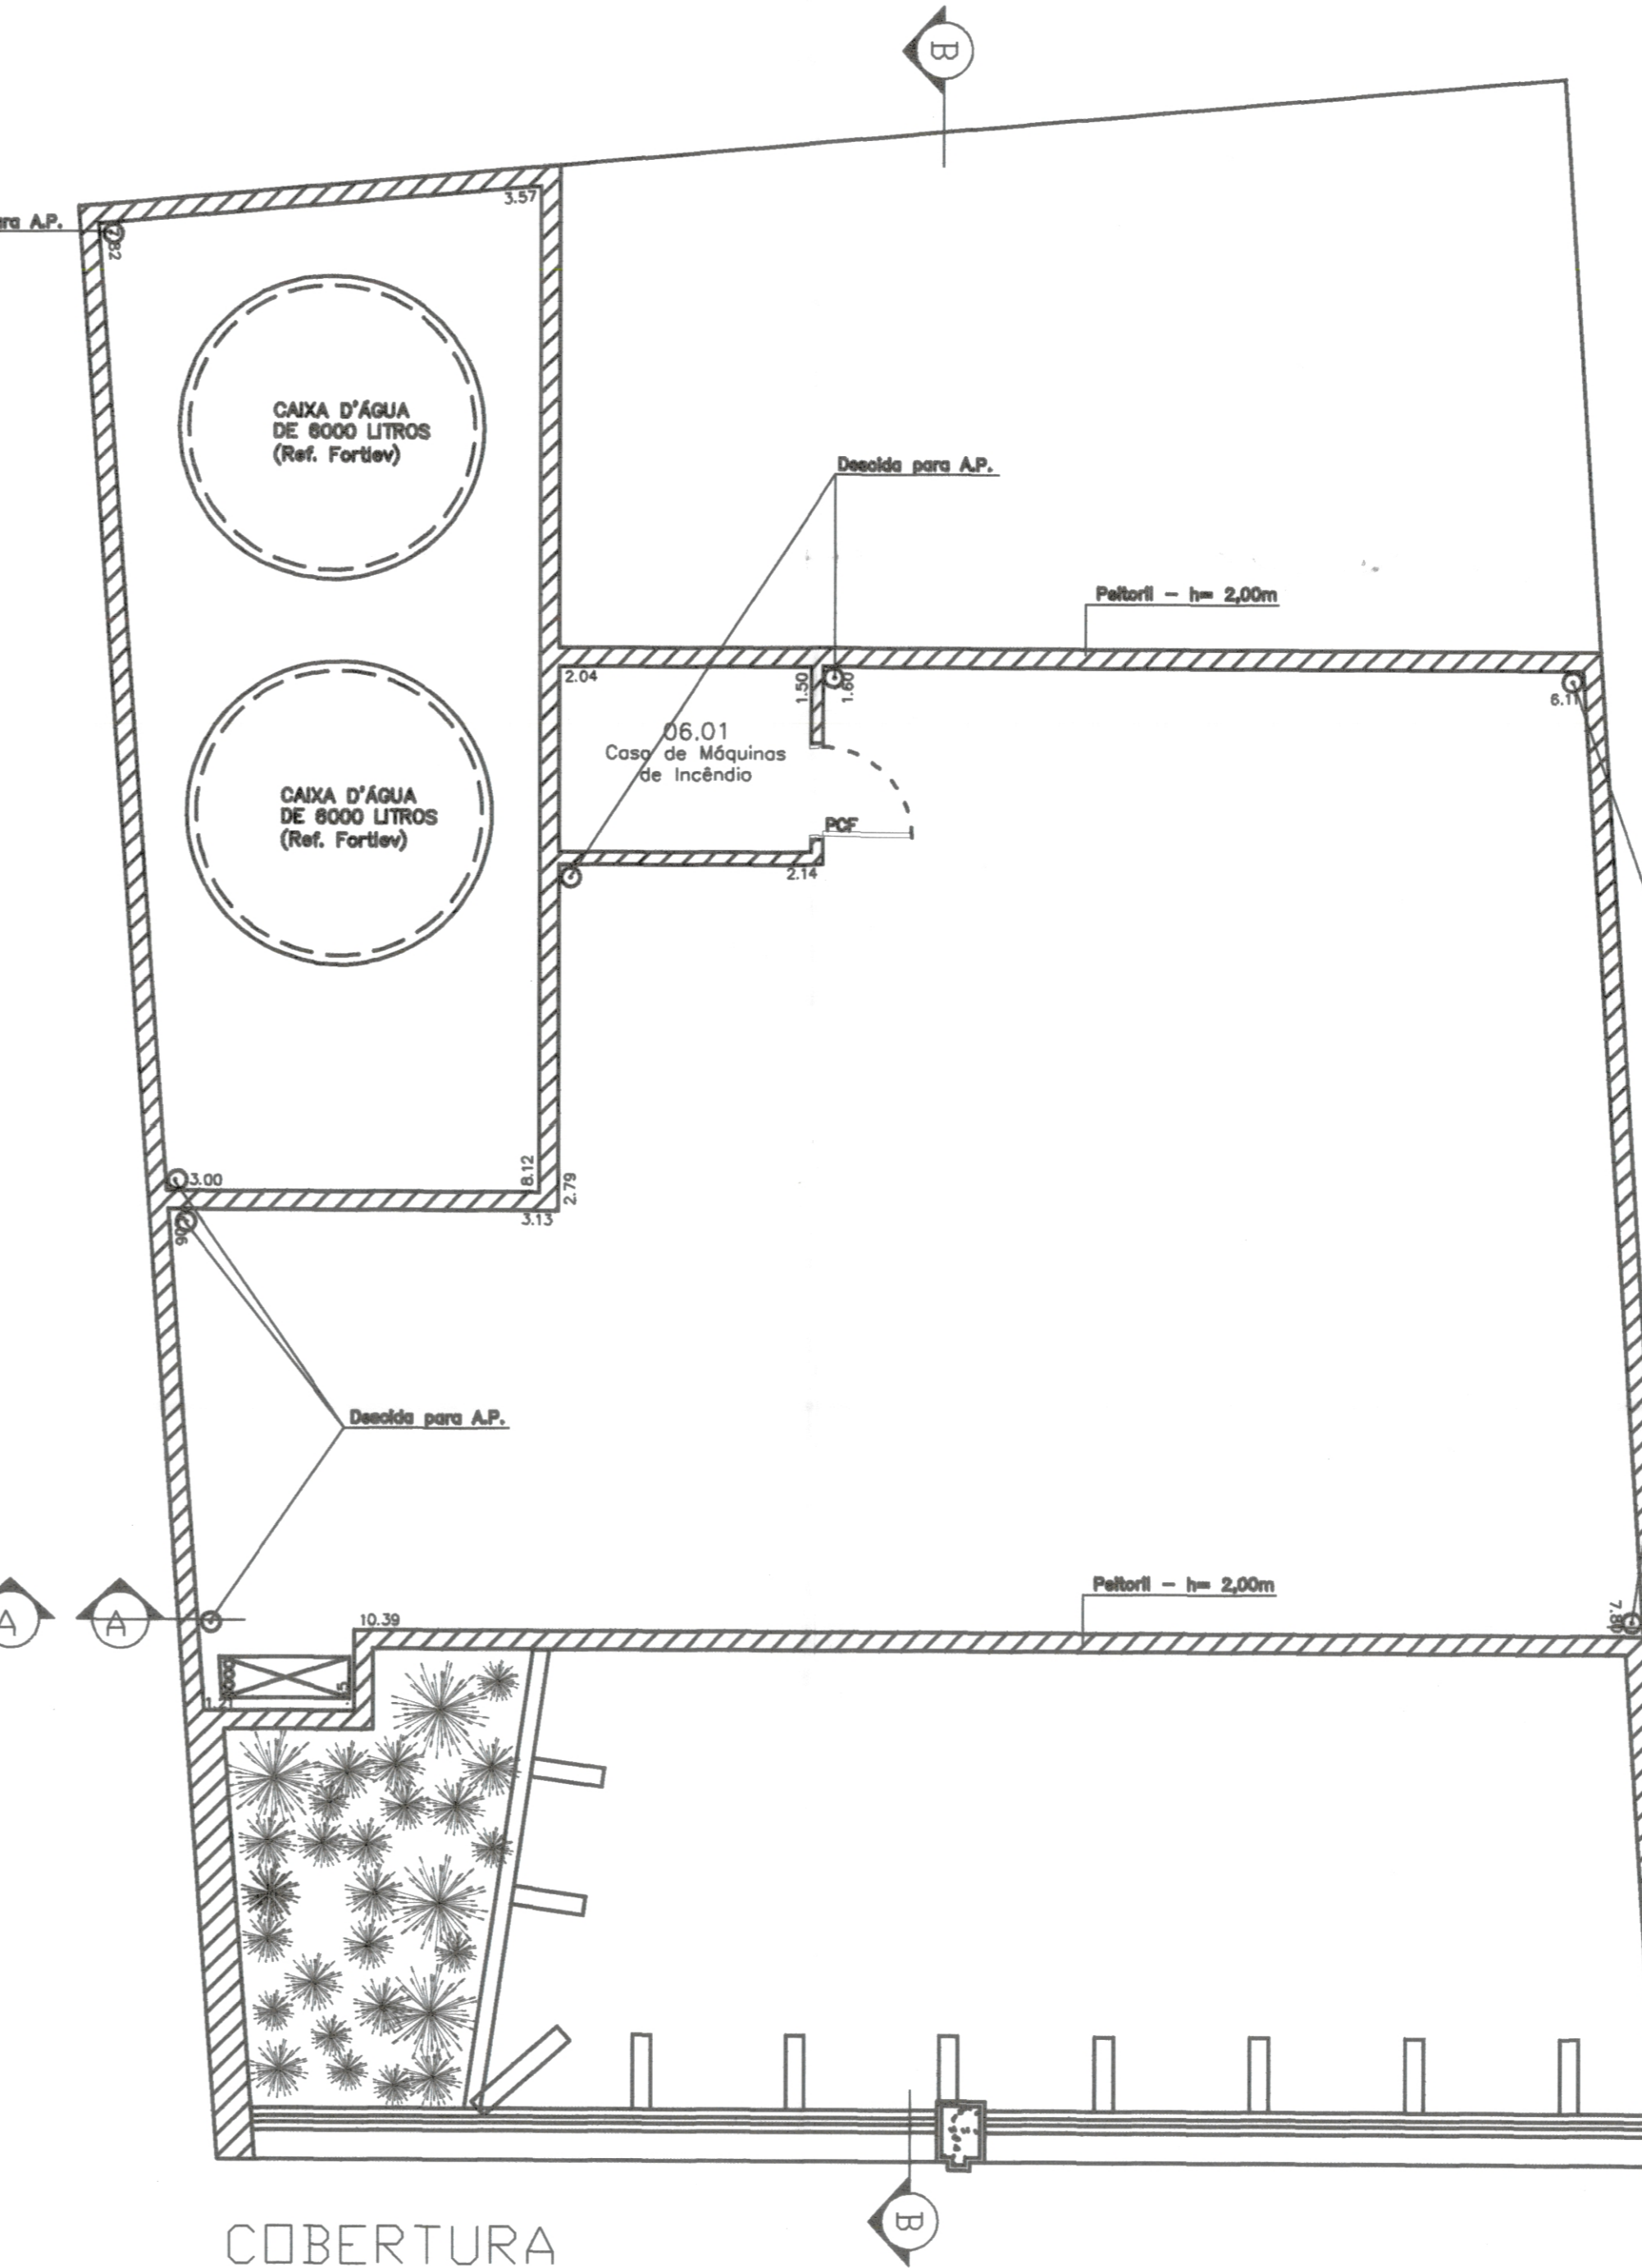 B
ra A.P.
3.57
7.82
CAIXA D'ÁGUA
DE 6000 LITROS
(Ref. Fortlev)
Descida para A.P.
Peitoril - h= 2,00m
2.04
1.50
1.60
6.11
06.01
Casa de Máquinas
de Incêndio
CAIXA D'ÁGUA
DE 6000 LITROS
(Ref. Fortlev)
PCF
2.14
3.00
8.12
2.79
3.13
Descida para A.P.
Peitoril - h= 2,00m
A
A
10.39
B
COBERTURA